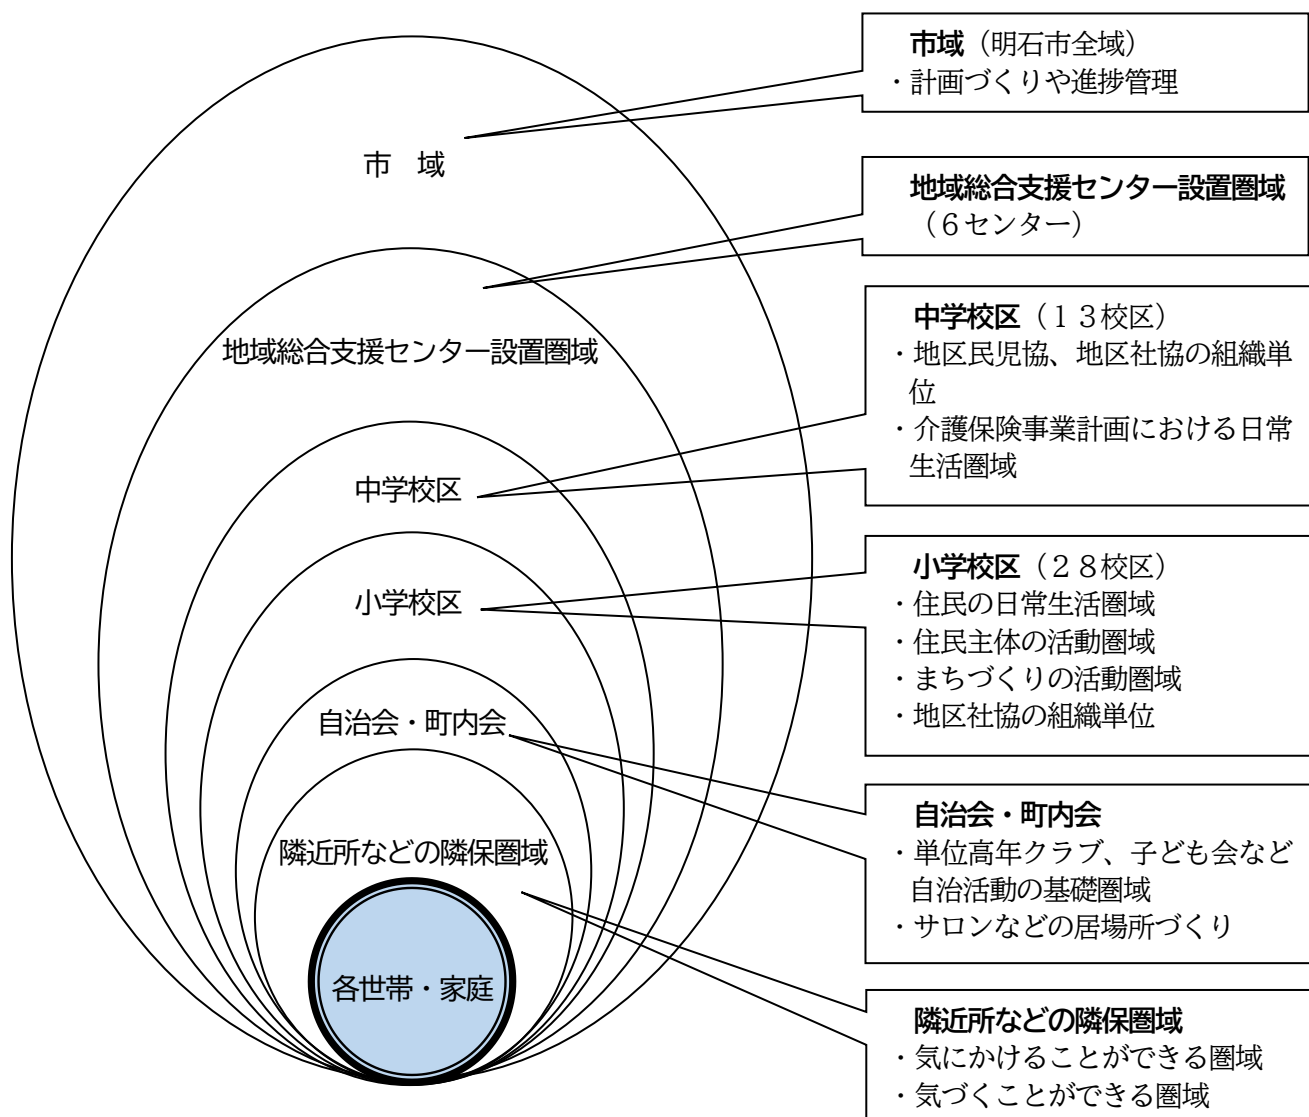 市　域
地域総合支援センター設置圏域
中学校区
小学校区
自治会・町内会
隣近所などの隣保圏域
各世帯・家庭
市域（明石市全域）
・計画づくりや進捗管理
地域総合支援センター設置圏域
（６センター）
中学校区（１３校区）
・地区民児協、地区社協の組織単
位
・介護保険事業計画における日常
生活圏域
小学校区（２８校区）
・住民の日常生活圏域
・住民主体の活動圏域
・まちづくりの活動圏域
・地区社協の組織単位
自治会・町内会
・単位高年クラブ、子ども会など
自治活動の基礎圏域
・サロンなどの居場所づくり
隣近所などの隣保圏域
・気にかけることができる圏域
・気づくことができる圏域